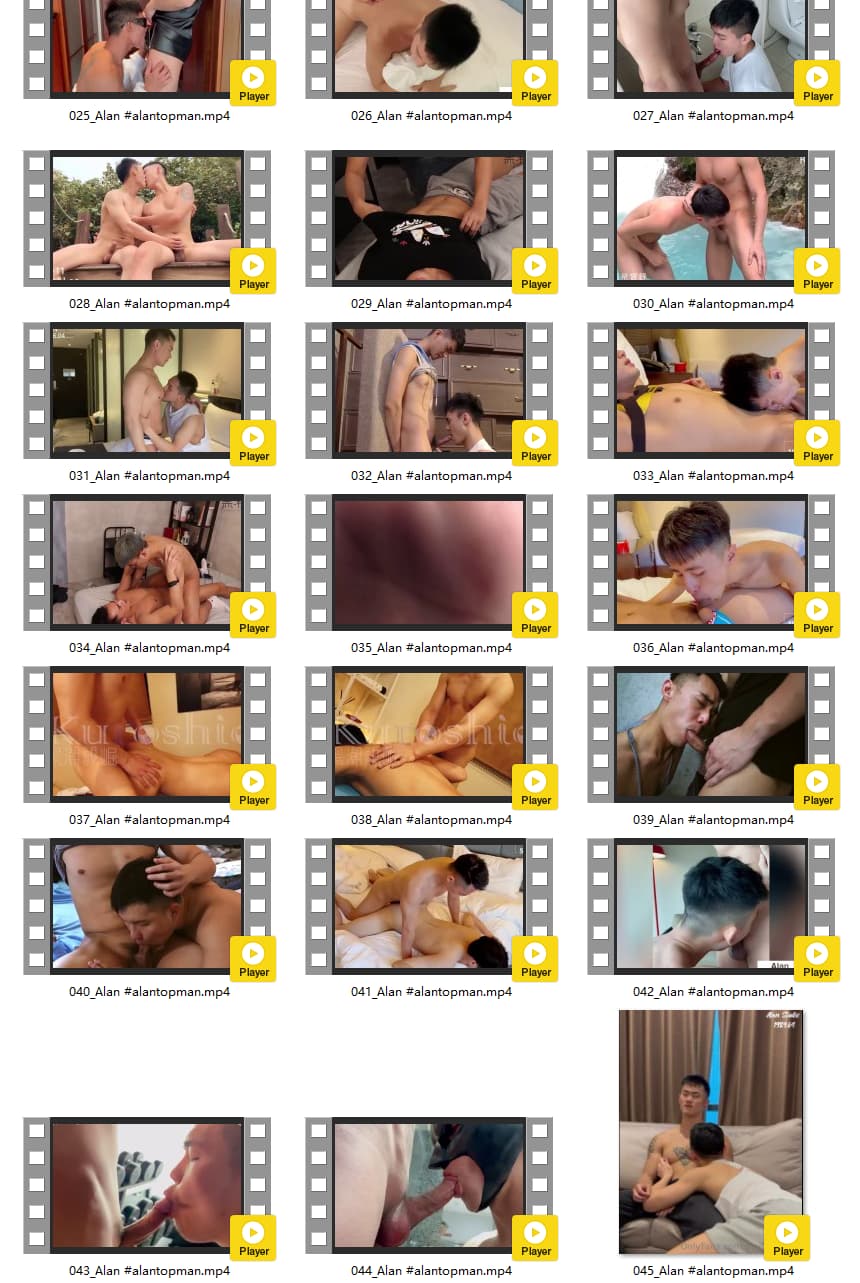 Player
Player
Player
025_Alan #alantopman.mp4
026_Alan #alantopman.mp4
027_Alan #alantopman.mp4
Player
Player
Player
028_Alan #alantopman.mp4
029_Alan #alantopman.mp4
030_Alan #alantopman.mp4
Player
Player
Player
031_Alan #alantopman.mp4
032_Alan #alantopman.mp4
033_Alan #alantopman.mp4
Player
Player
Player
034_Alan #alantopman.mp4
035_Alan #alantopman.mp4
036_Alan #alantopman.mp4
Kuroshio
Kuroshio
Player
Player
Player
037_Alan #alantopman.mp4
038_Alan #alantopman.mp4
039_Alan #alantopman.mp4
Alan
Player
Player
Player
040_Alan #alantopman.mp4
041_Alan #alantopman.mp4
042_Alan #alantopman.mp4
OnlyFans
Player
Player
Player
043_Alan #alantopman.mp4
044_Alan #alantopman.mp4
045_Alan #alantopman.mp4